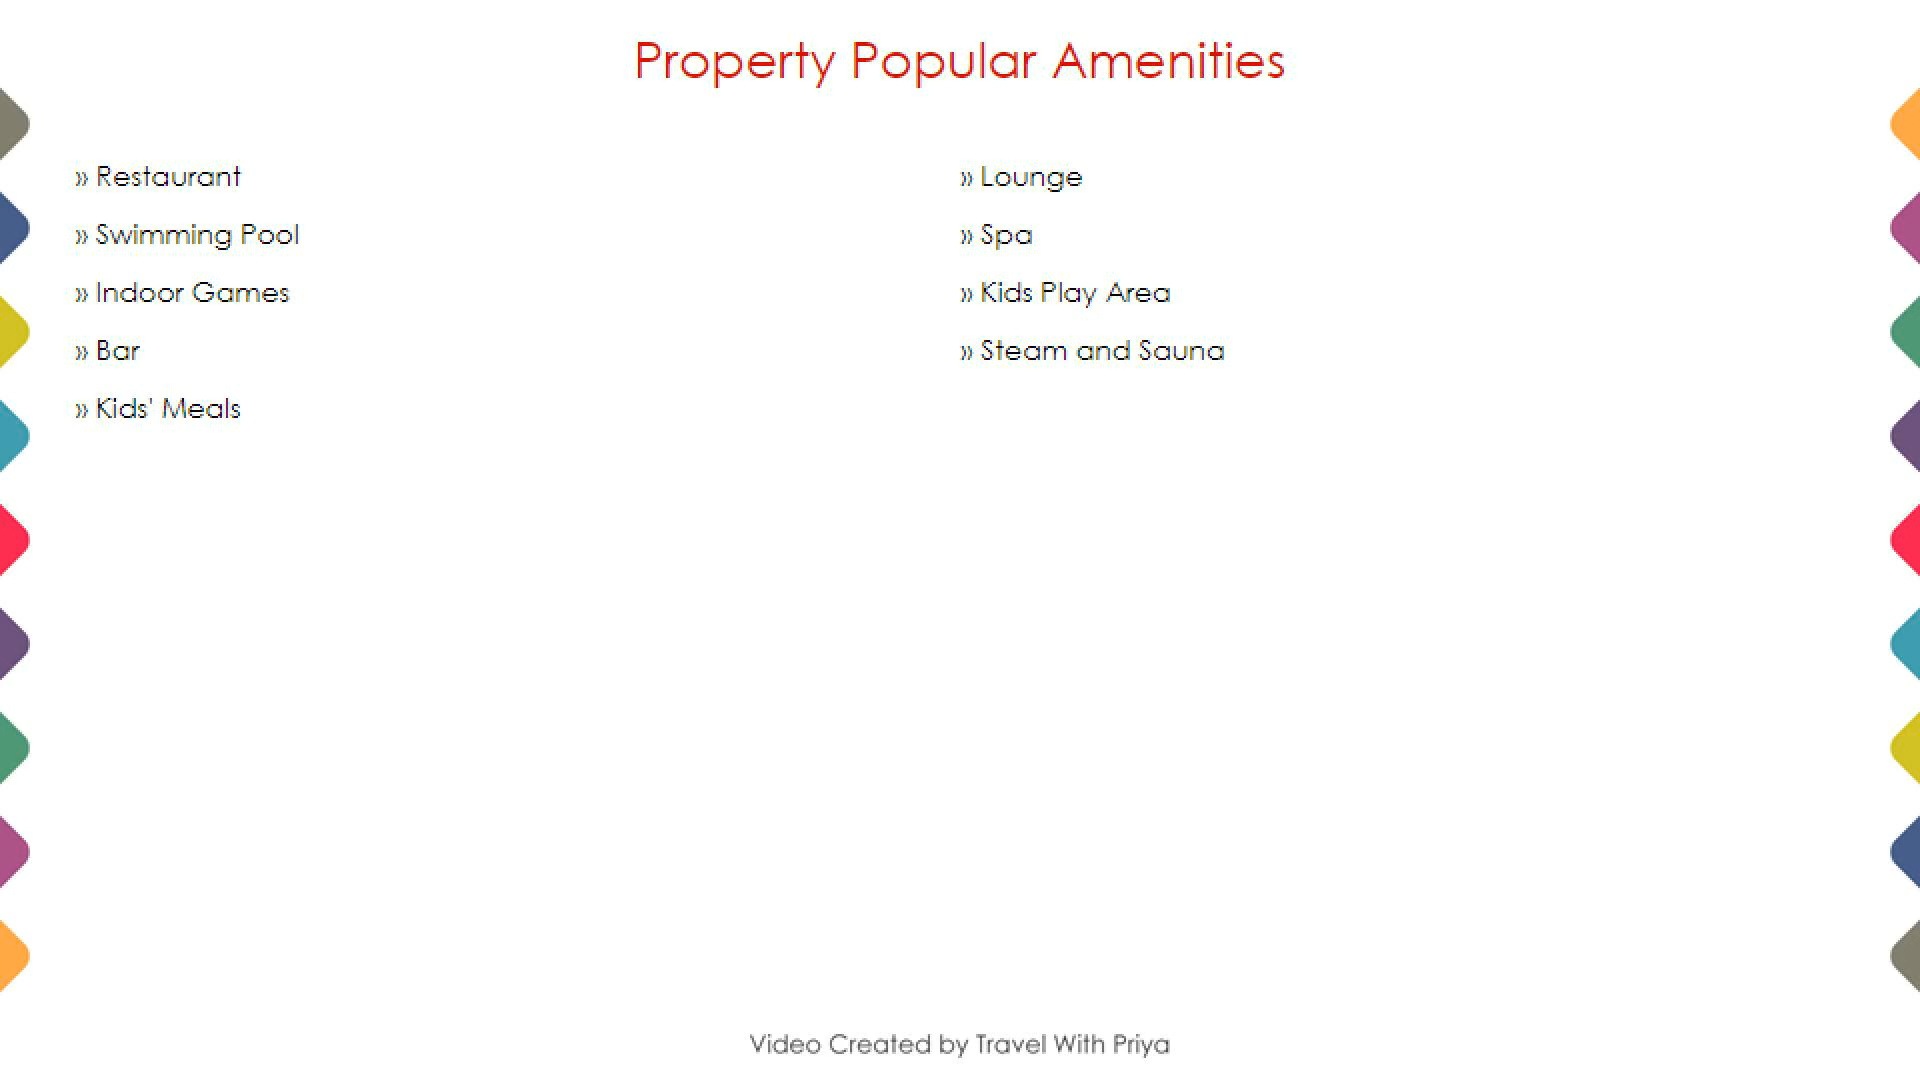 Property Popular Amenities
» Restaurant
» Swimming Pool
» Indoor Games
» Bar
» Kids' Meals
» Lounge
» Spa
» Kids Play Area
» Steam and Sauna
Video Created by Travel With Priya